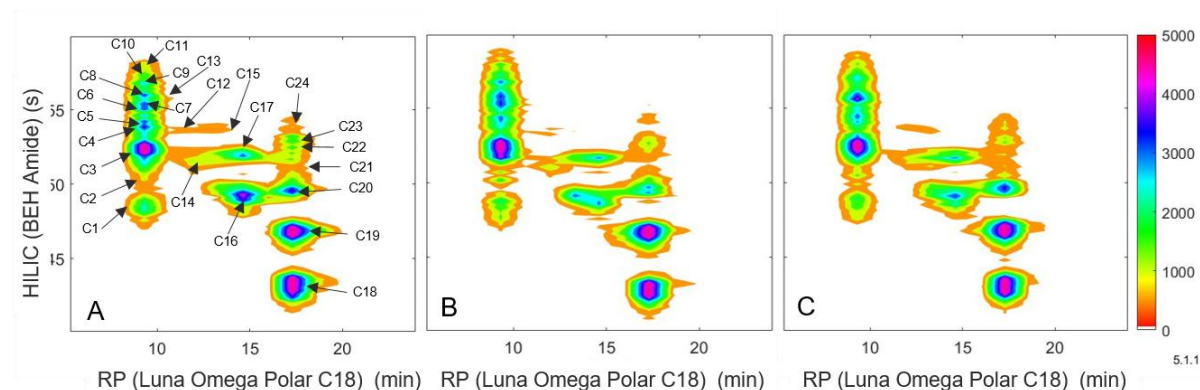 C10
C11
C13
C8
C9
C12
C15
C24
C6
C7
C17
C5
C23
C4
C22
C3
C21
C2
C14
C20
C1
C16
C19
C18
A
B
C
HILIC (BEH Amide) (s)
55
50
45
10
15
20
10
15
20
10
15
20
RP (Luna Omega Polar C18) (min)
RP (Luna Omega Polar C18) (min)
RP (Luna Omega Polar C18) (min)
5000
4000
3000
2000
1000
0
5.1.1